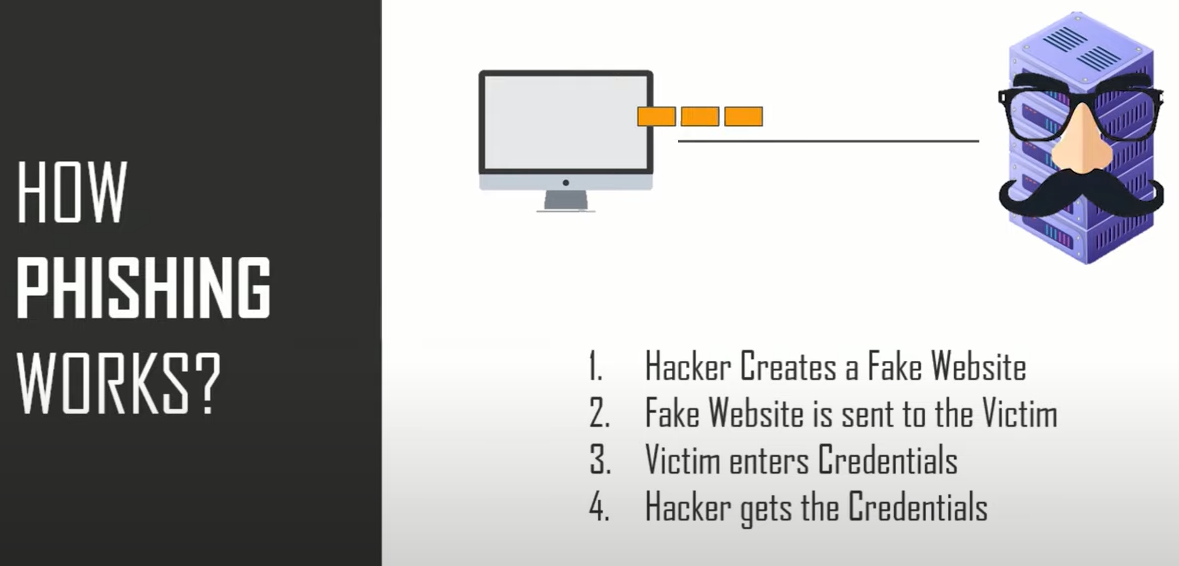 HOW
PHISHING
WORKS?
1. Hacker Creates a Fake Website
2. Fake Website is sent to the Victim
3. Victim enters Credentials
4. Hacker gets the Credentials